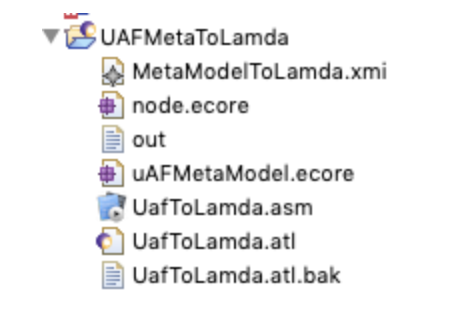 UAFMetaToLamda
MetaModelToLamda.xmi
node.ecore
out
uAFMetaModel.ecore
UafToLamda.asm
UafToLamda.atl
UafToLamda.atl.bak